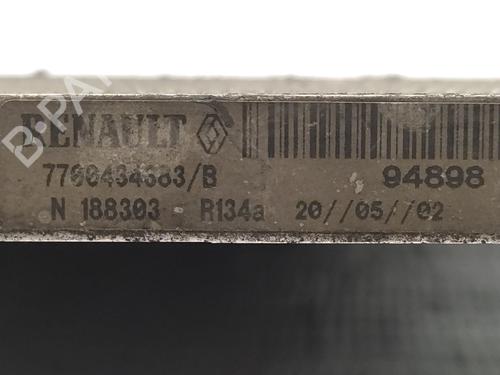 RENAULT
7700434383/B 94898
N 188303 R134a 20//05//02